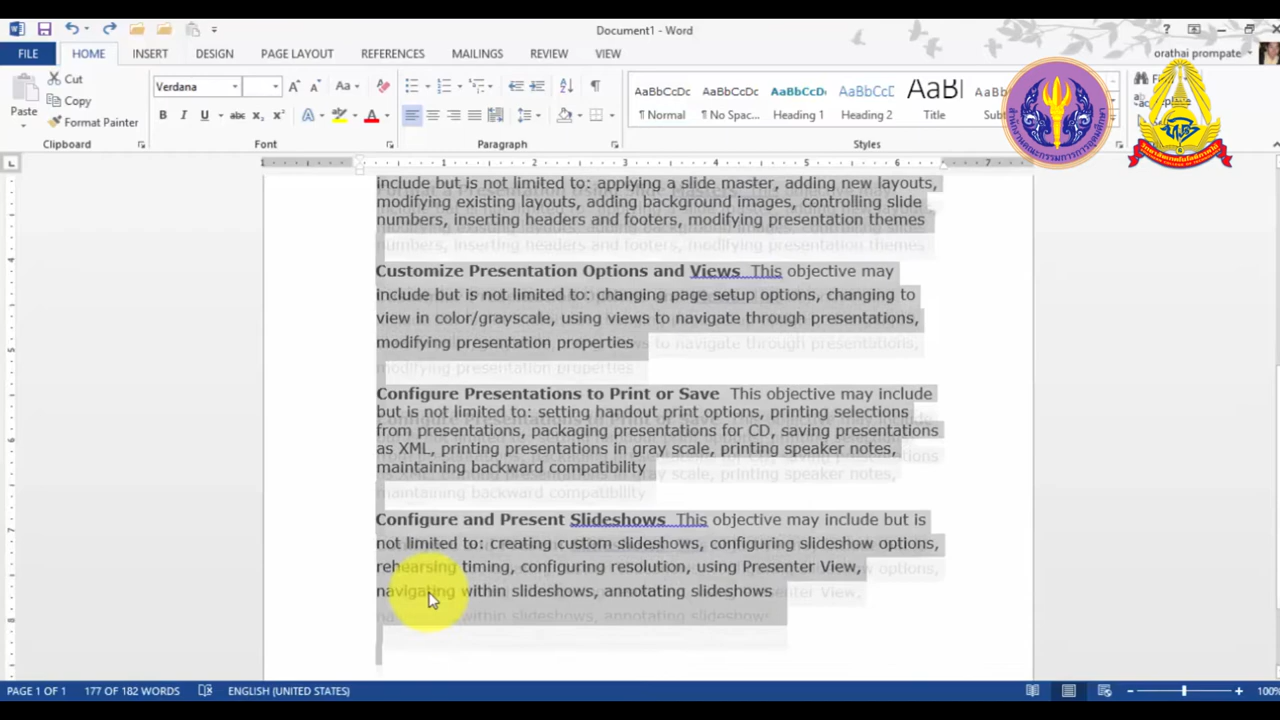 Document1 - Word
FILE HOME INSERT DESIGN PAGE LAYOUT REFERENCES MAILINGS REVIEW VIEW
orathai prompate
Paste
Cut
Copy
Format Painter
Clipboard
Verdana
Font
Paragraph
AaBbCcDc AaBbCcDc AaBbCcDc AaBbCcDc
¶ Normal ¶ No Spac... Heading 1 Heading 2 Title
Styles
include but is not limited to: applying a slide master, adding new layouts,
modifying existing layouts, adding background images, controlling slide
numbers, inserting headers and footers, modifying presentation themes
Customize Presentation Options and Views This objective may
include but is not limited to: changing page setup options, changing to
view in color/grayscale, using views to navigate through presentations,
modifying presentation properties
Configure Presentations to Print or Save This objective may include
but is not limited to: setting handout print options, printing selections
from presentations, packaging presentations for CD, saving presentations
as XML, printing presentations in gray scale, printing speaker notes,
maintaining backward compatibility
Configure and Present Slideshows This objective may include but is
not limited to: creating custom slideshows, configuring slideshow options,
rehearsing timing, configuring resolution, using Presenter View,
navigating within slideshows, annotating slideshows
PAGE 1 OF 1 177 OF 182 WORDS ENGLISH (UNITED STATES) 100%